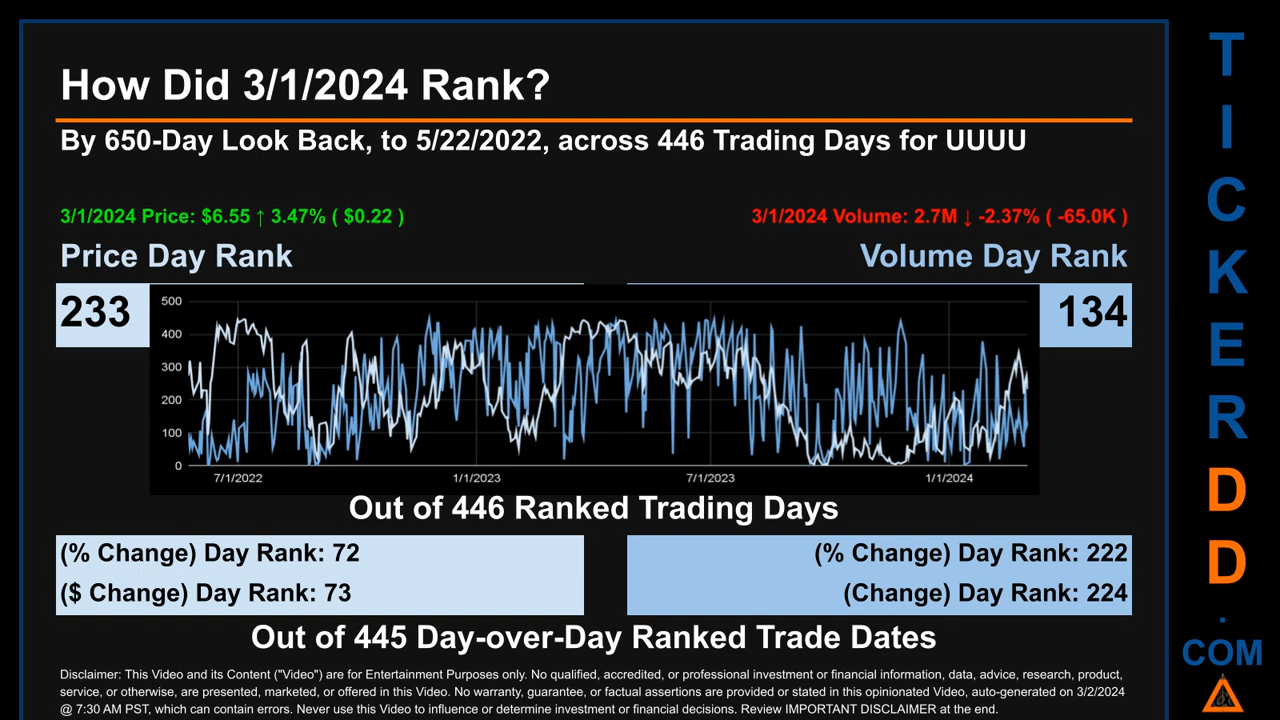 How Did 3/1/2024 Rank?
By 650-Day Look Back, to 5/22/2022, across 446 Trading Days for UUUU
3/1/2024 Price: $6.55 ↑ 3.47% ( $0.22 )
3/1/2024 Volume: 2.7M ↓ -2.37% ( -65.0K )
Price Day Rank
Volume Day Rank
233
134
500
400
300
200
100
0
7/1/2022
1/1/2023
7/1/2023
1/1/2024
Out of 446 Ranked Trading Days
(% Change) Day Rank: 72
($ Change) Day Rank: 73
(% Change) Day Rank: 222
(Change) Day Rank: 224
Out of 445 Day-over-Day Ranked Trade Dates
Disclaimer: This Video and its Content ("Video") are for Entertainment Purposes only. No qualified, accredited, or professional investment or financial information, data, advice, research, product,
service, or otherwise, are presented, marketed, or offered in this Video. No warranty, guarantee, or factual assertions are provided or stated in this opinionated Video, auto-generated on 3/2/2024
@ 7:30 AM PST, which can contain errors. Never use this Video to influence or determine investment or financial decisions. Review IMPORTANT DISCLAIMER at the end.
T
I
C
K
E
R
D
D
.
COM